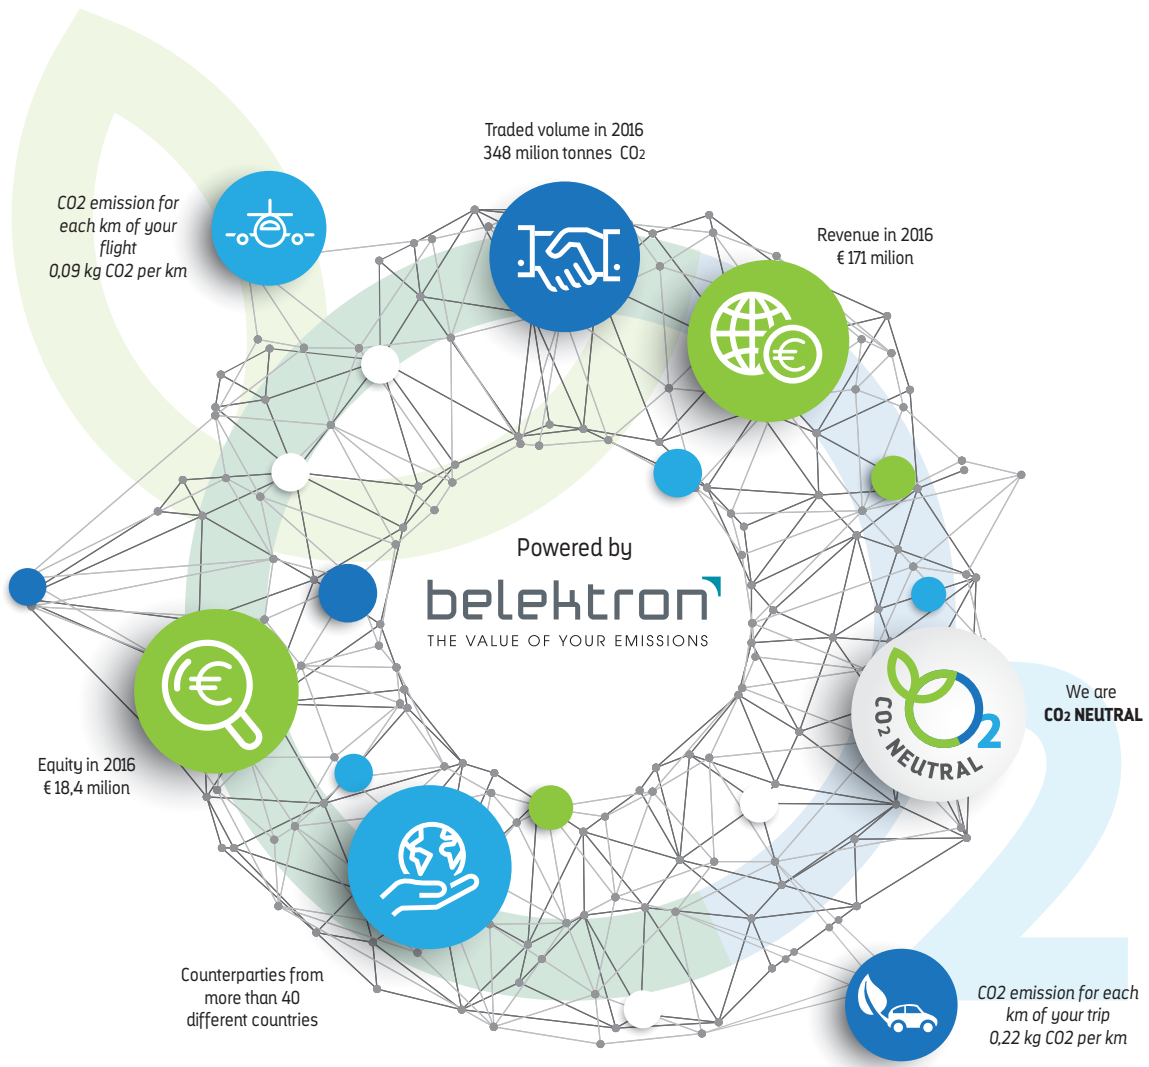 Traded volume in 2016
348 milion tonnes CO2
CO2 emission for
each km of your
flight
0,09 kg CO2 per km
Revenue in 2016
€ 171 milion
Powered by
belektron
THE VALUE OF YOUR EMISSIONS
We are
CO2 NEUTRAL
2
CO2 NEUTRAL
Equity in 2016
€ 18,4 milion
Counterparties from
more than 40
different countries
CO2 emission for each
km of your trip
0,22 kg CO2 per km